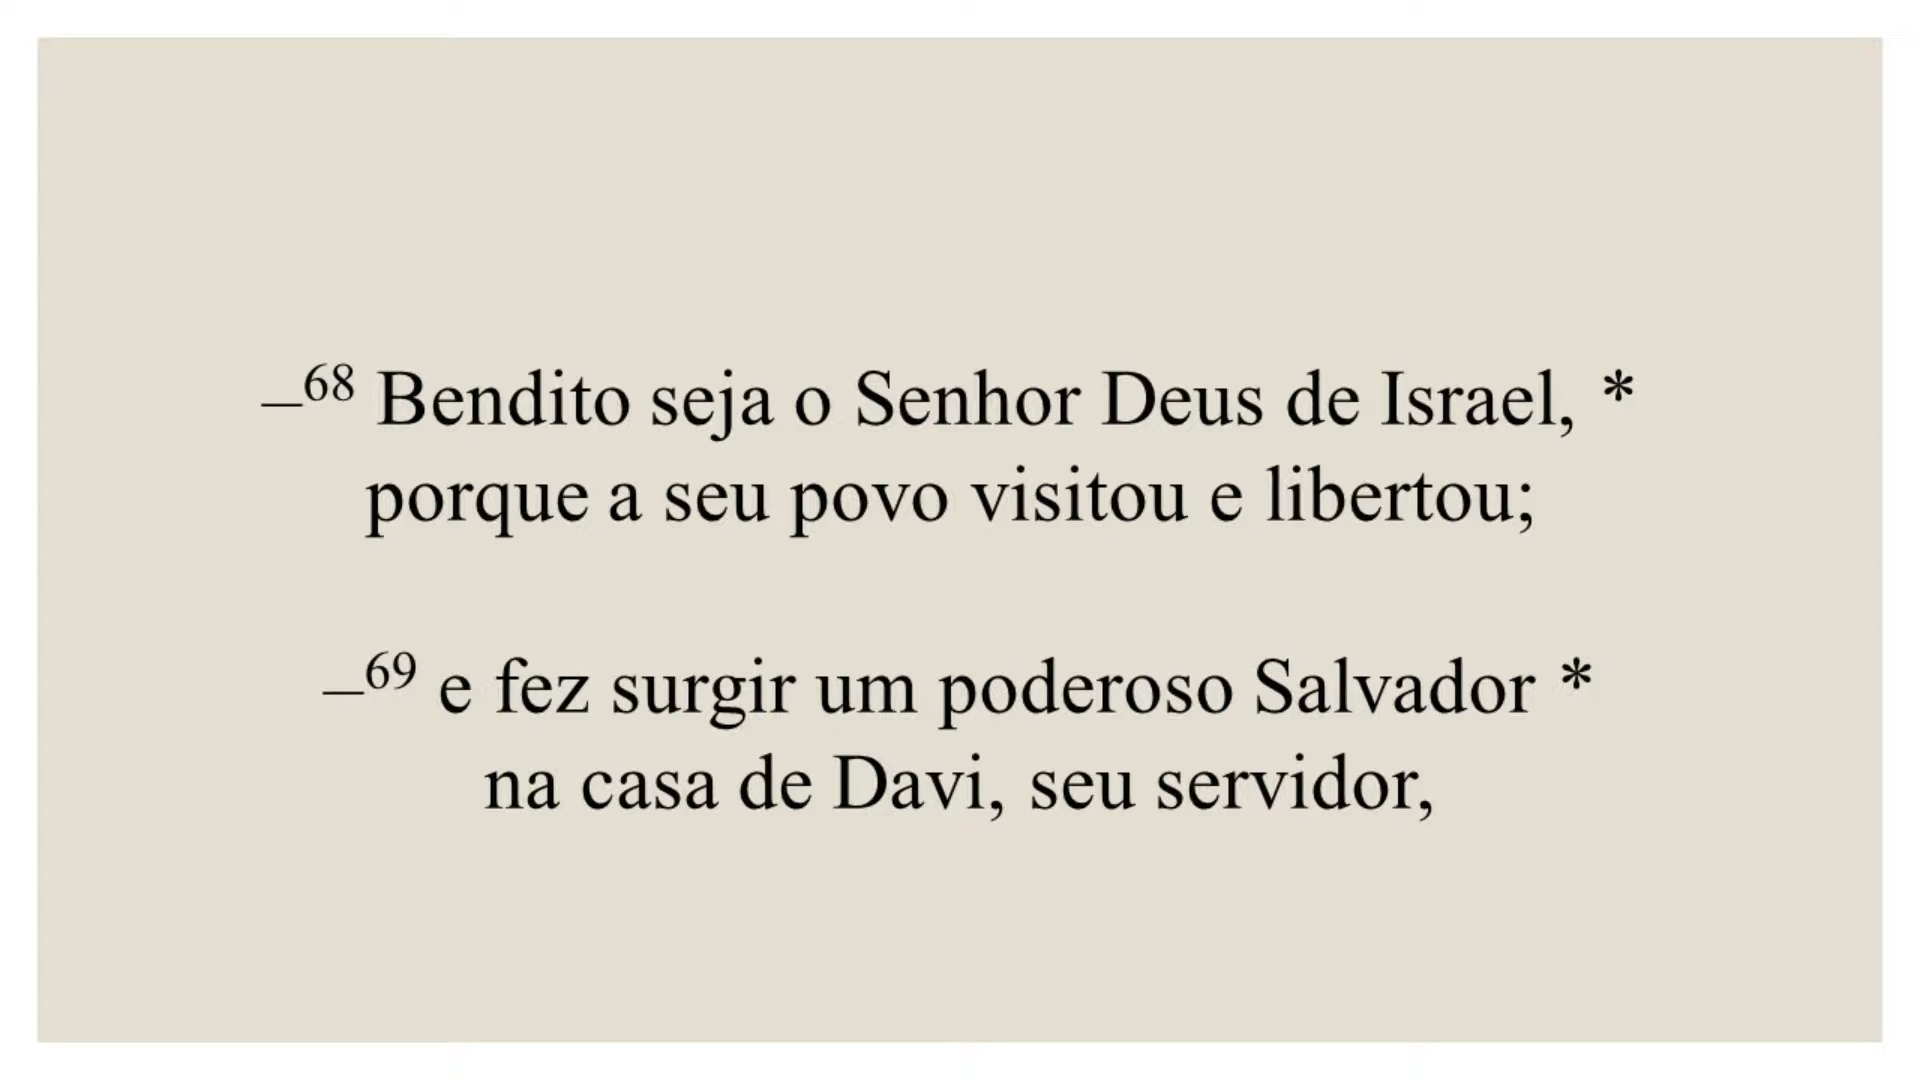 –68 Bendito seja o Senhor Deus de Israel, *
porque a seu povo visitou e libertou;
–69 e fez surgir um poderoso Salvador *
na casa de Davi, seu servidor,